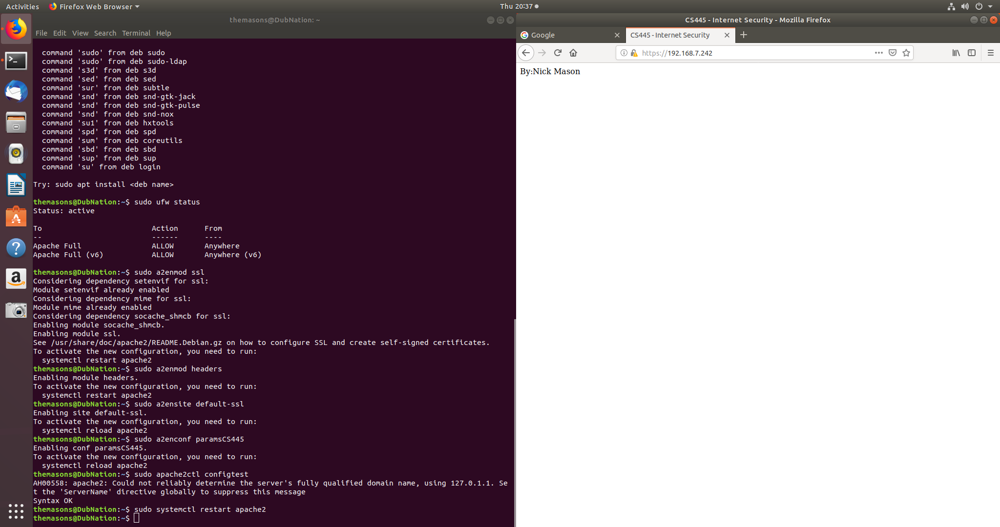 Activities
Firefox Web Browser
Thu 20:37
themasons@DubNation: ~
File Edit View Search Terminal Help
command 'sudo' from deb sudo
command 'sudo' from deb sudo-ldap
command 's3d' from deb s3d
command 'sed' from deb sed
command 'sur' from deb subtle
command 'snd' from deb snd-gtk-jack
command 'snd' from deb snd-gtk-pulse
command 'snd' from deb snd-nox
command 'su1' from deb hxtools
command 'spd' from deb spd
command 'sum' from deb coreutils
command 'sbd' from deb sbd
command 'sup' from deb sup
command 'su' from deb login
Try: sudo apt install <deb name>
themasons@DubNation:~$ sudo ufw status
Status: active
To Action From
-- ------ ----
Apache Full ALLOW Anywhere
Apache Full (v6) ALLOW Anywhere (v6)
themasons@DubNation:~$ sudo a2enmod ssl
Considering dependency setenvif for ssl:
Module setenvif already enabled
Considering dependency mime for ssl:
Module mime already enabled
Considering dependency socache_shmcb for ssl:
Enabling module socache_shmcb.
Enabling module ssl.
See /usr/share/doc/apache2/README.Debian.gz on how to configure SSL and create self-signed certificates.
To activate the new configuration, you need to run:
systemctl restart apache2
themasons@DubNation:~$ sudo a2enmod headers
Enabling module headers.
To activate the new configuration, you need to run:
systemctl restart apache2
themasons@DubNation:~$ sudo a2ensite default-ssl
Enabling site default-ssl.
To activate the new configuration, you need to run:
systemctl reload apache2
themasons@DubNation:~$ sudo a2enconf paramsCS445
Enabling conf paramsCS445.
To activate the new configuration, you need to run:
systemctl reload apache2
themasons@DubNation:~$ sudo apache2ctl configtest
AH00558: apache2: Could not reliably determine the server's fully qualified domain name, using 127.0.1.1. Se
t the 'ServerName' directive globally to suppress this message
Syntax OK
themasons@DubNation:~$ sudo systemctl restart apache2
themasons@DubNation:~$
CS445 - Internet Security - Mozilla Firefox
Google
CS445 - Internet Security
https://192.168.7.242
By:Nick Mason